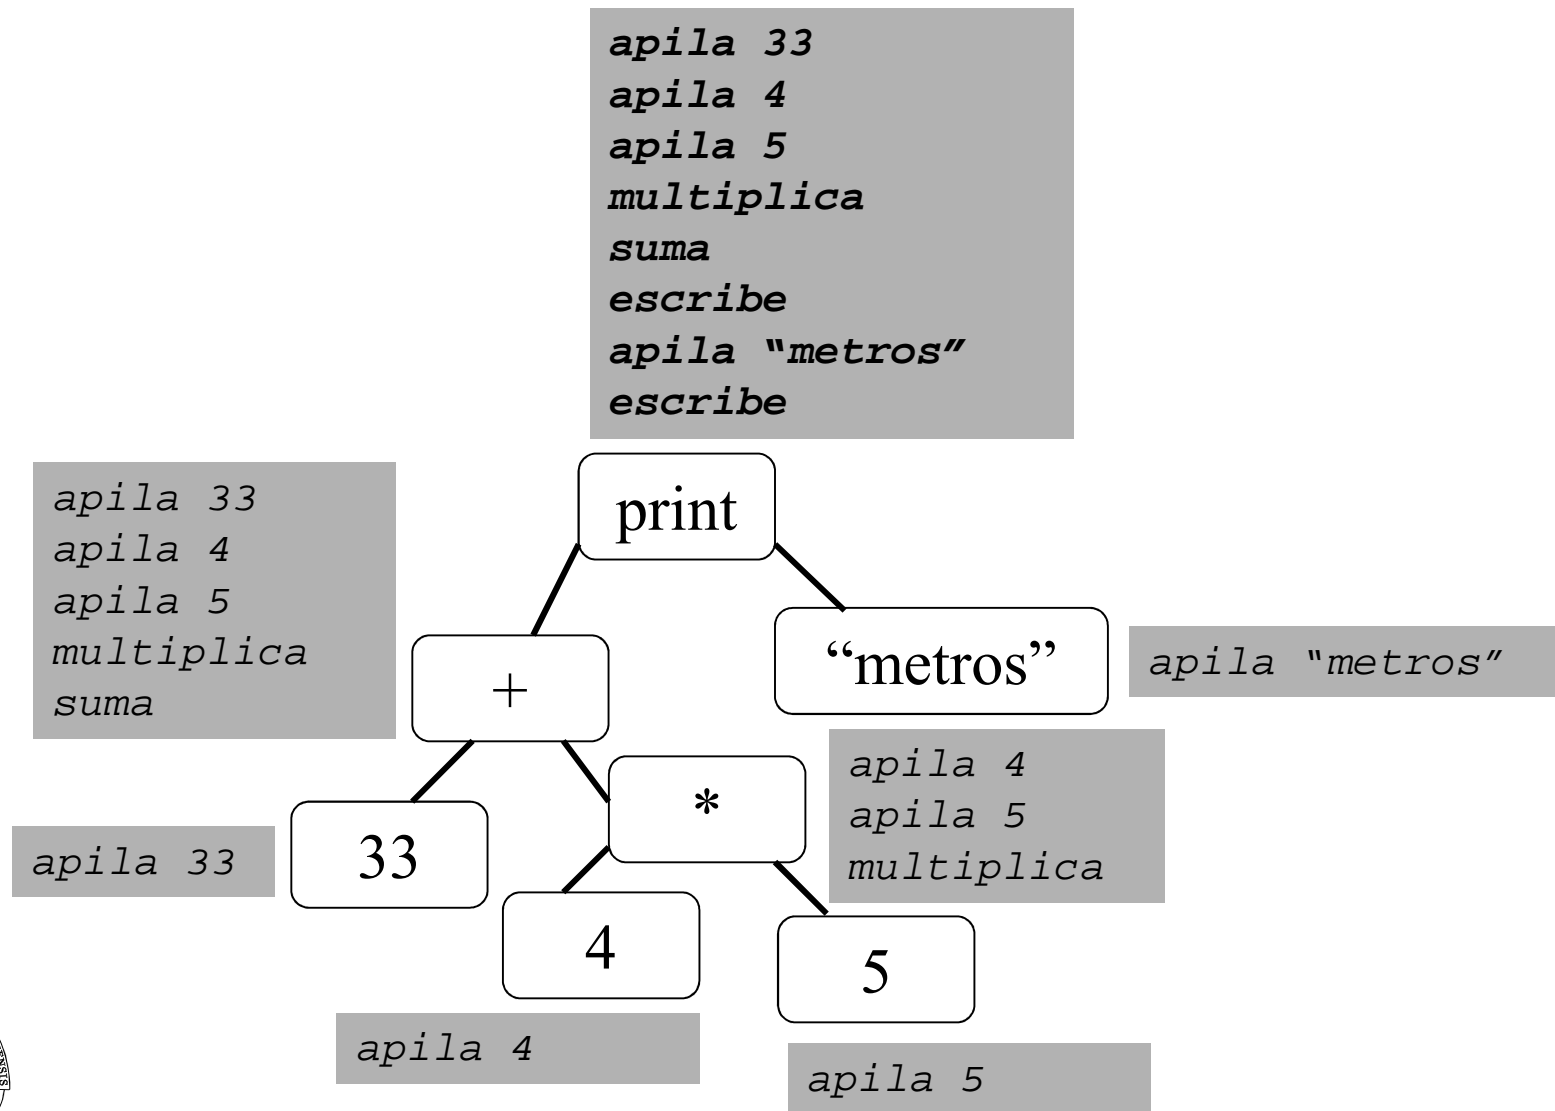 apila 33
apila 4
apila 5
multiplica
suma
escribe
apila “metros”
escribe
print
apila 33
apila 4
apila 5
multiplica
suma
+
“metros”
apila “metros”
*
apila 4
apila 5
multiplica
apila 33
33
4
5
apila 4
apila 5